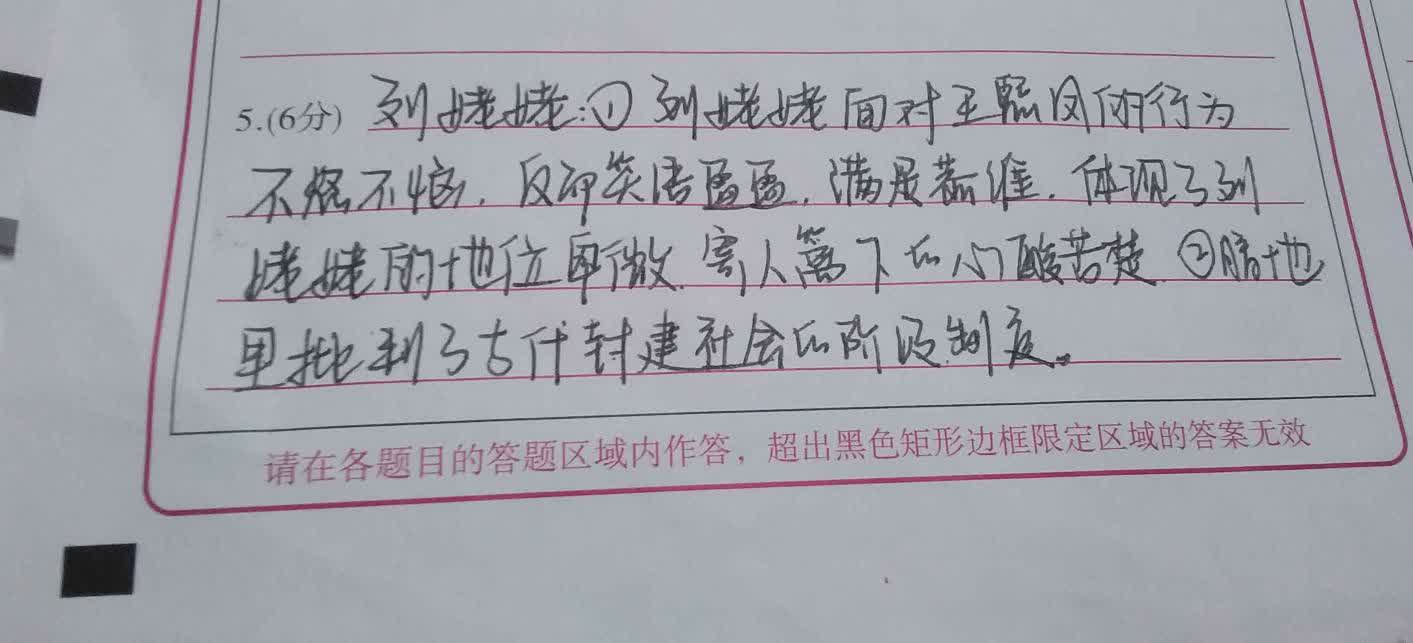 5.(6分) 刘姥姥:① 刘姥姥面对王熙凤的行为
不怒不恼,反而笑语盈盈,满是恭维,体现了刘
姥姥的地位卑微,寄人篱下的心酸苦楚 ②暗地
里批判了古代封建社会的阶级制度。
请在各题目的答题区域内作答，超出黑色矩形边框限定区域的答案无效